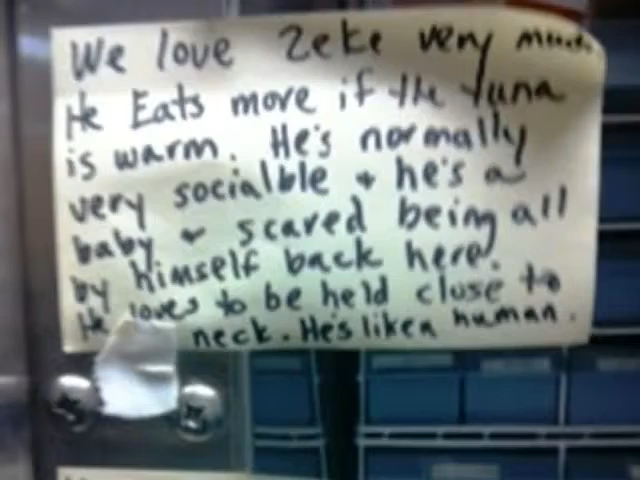 We love Zeke very much.
He Eats more if the tuna
is warm. He's normally
very socialble + he's a
baby + scared being all
by himself back here.
He loves to be held close to
neck. He's like a human.